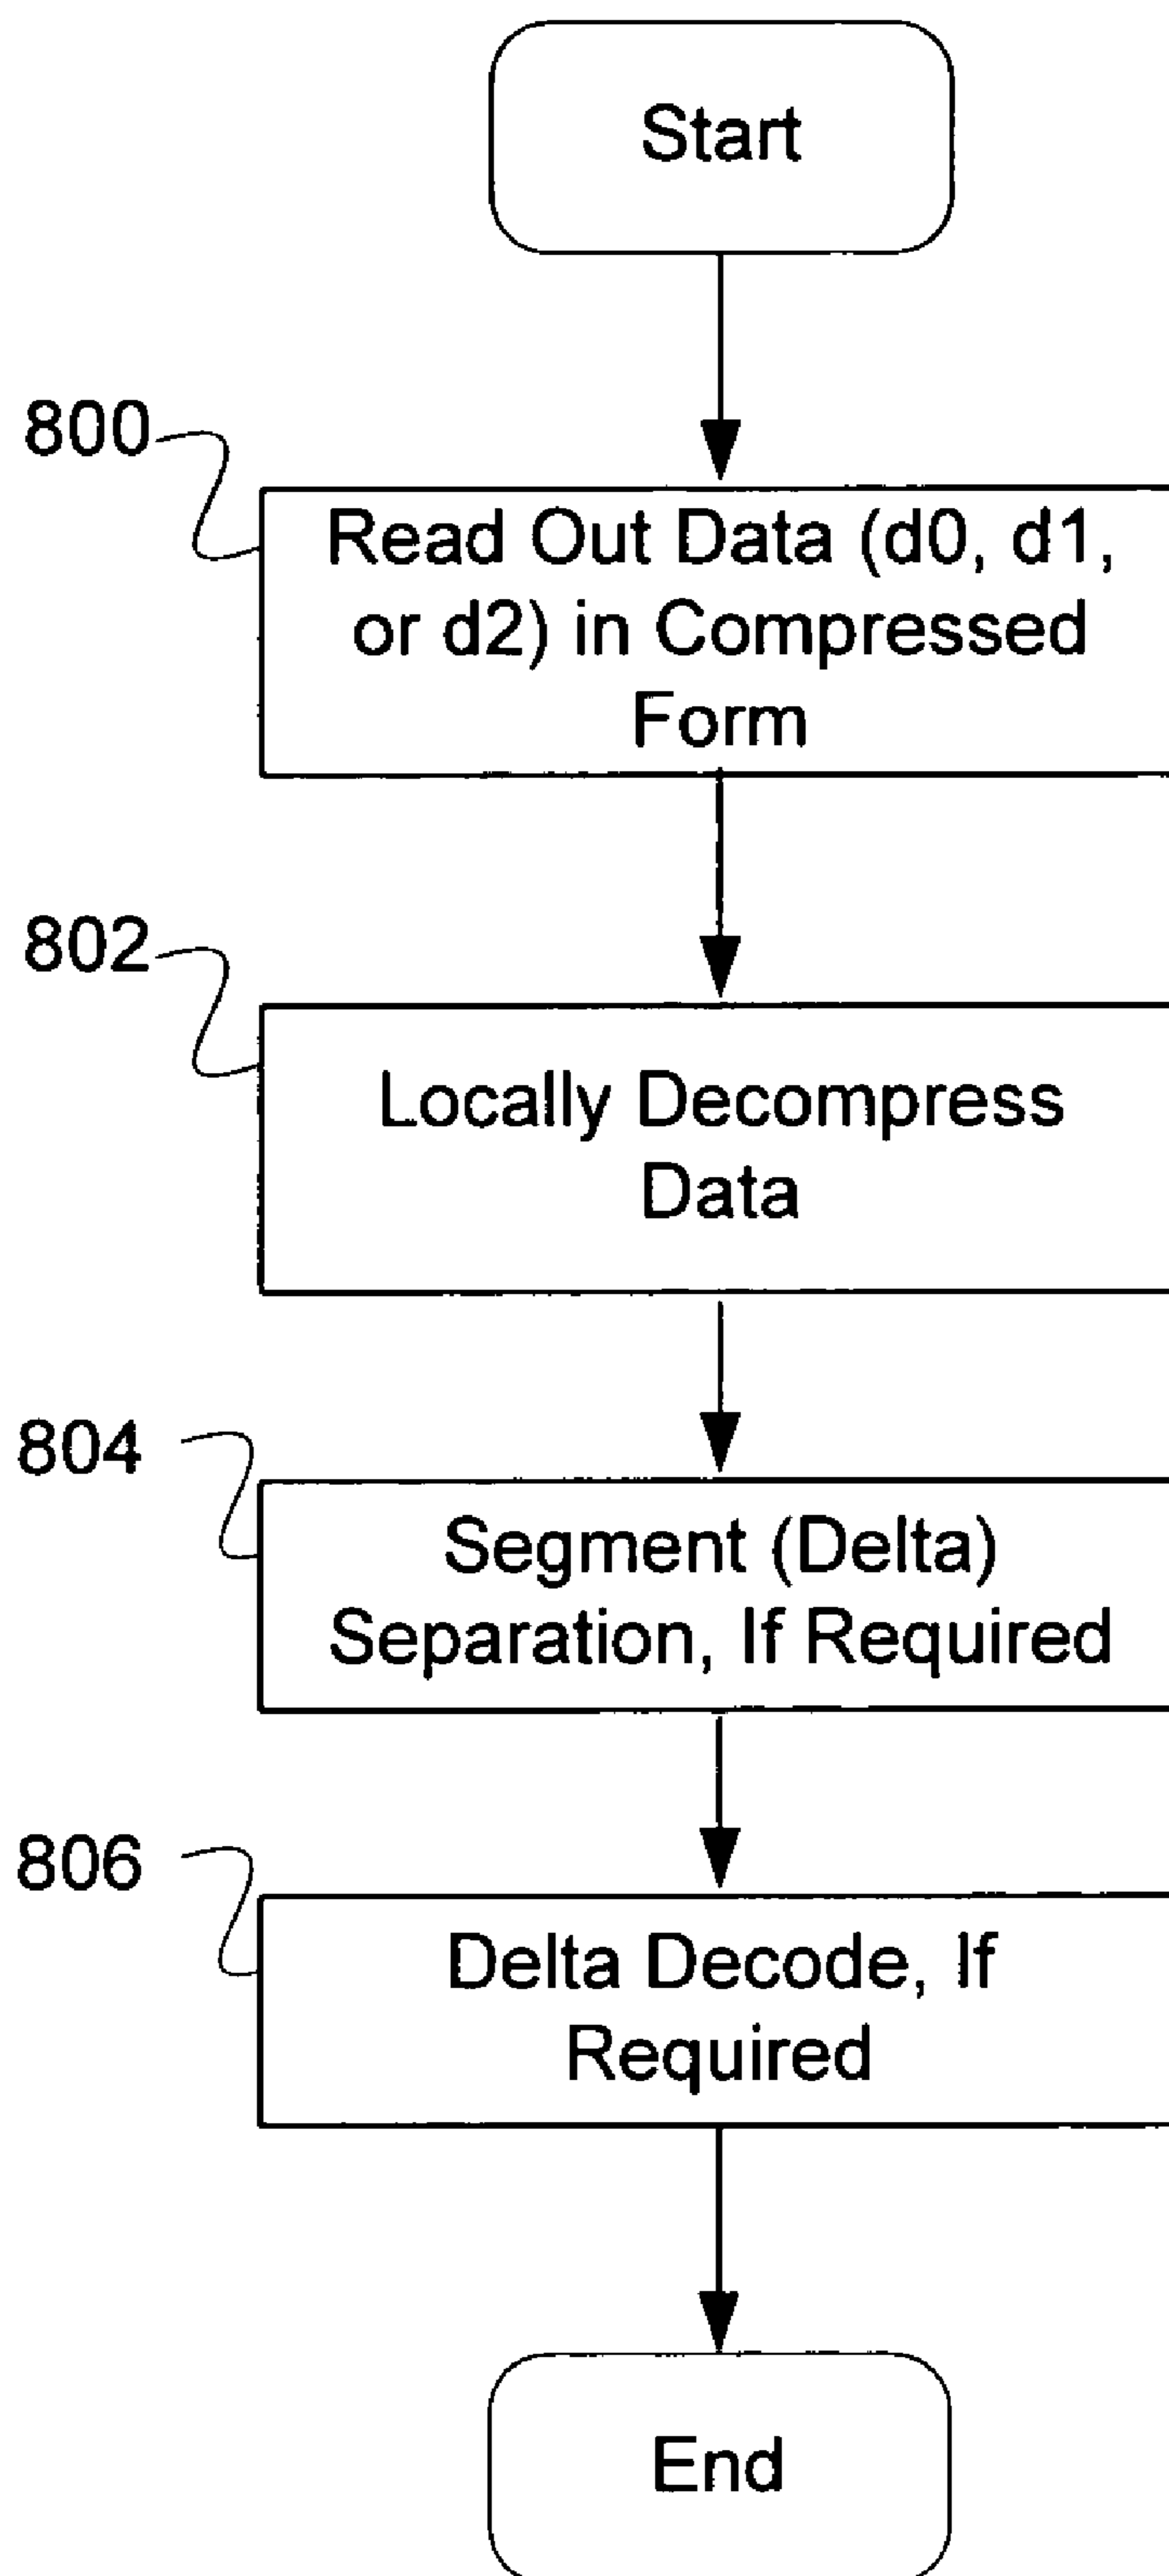 Start
800
Read Out Data (d0, d1,
or d2) in Compressed
Form
802
Locally Decompress
Data
804
Segment (Delta)
Separation, If Required
806
Delta Decode, If
Required
End